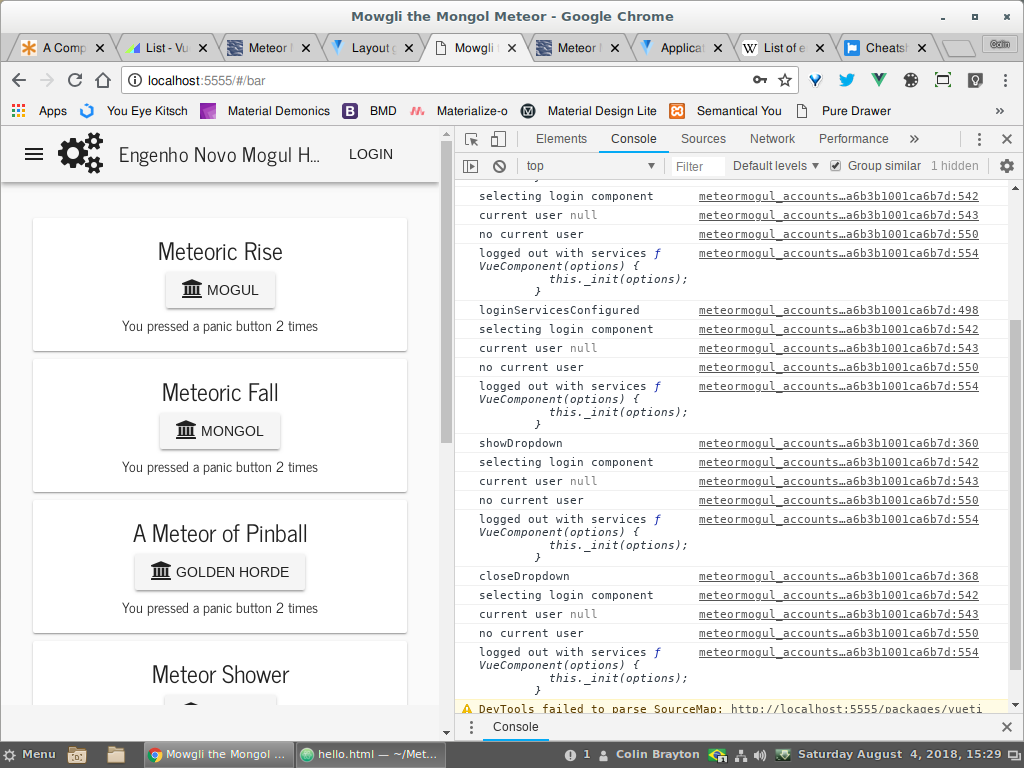 Mowgli the Mongol Meteor - Google Chrome
A Comp
List - Vu
Meteor
Layout g
Mowgli
Meteor
Applicat
List of e
Cheatsh
Colin
localhost:5555/#/bar
Apps
You Eye Kitsch
Material Demonics
BMD
Materialize-o
Material Design Lite
Semantical You
Pure Drawer
»
Engenho Novo Mogul H...
LOGIN
Meteoric Rise
MOGUL
You pressed a panic button 2 times
Meteoric Fall
MONGOL
You pressed a panic button 2 times
A Meteor of Pinball
GOLDEN HORDE
You pressed a panic button 2 times
Meteor Shower
Elements Console Sources Network Performance »
top Filter Default levels Group similar 1 hidden
selecting login component meteormogul_accounts…a6b3b1001ca6b7d:542
current user null meteormogul_accounts…a6b3b1001ca6b7d:543
no current user meteormogul_accounts…a6b3b1001ca6b7d:550
logged out with services ƒ meteormogul_accounts…a6b3b1001ca6b7d:554
VueComponent(options) {
this._init(options);
}
loginServicesConfigured meteormogul_accounts…a6b3b1001ca6b7d:498
selecting login component meteormogul_accounts…a6b3b1001ca6b7d:542
current user null meteormogul_accounts…a6b3b1001ca6b7d:543
no current user meteormogul_accounts…a6b3b1001ca6b7d:550
logged out with services ƒ meteormogul_accounts…a6b3b1001ca6b7d:554
VueComponent(options) {
this._init(options);
}
showDropdown meteormogul_accounts…a6b3b1001ca6b7d:360
selecting login component meteormogul_accounts…a6b3b1001ca6b7d:542
current user null meteormogul_accounts…a6b3b1001ca6b7d:543
no current user meteormogul_accounts…a6b3b1001ca6b7d:550
logged out with services ƒ meteormogul_accounts…a6b3b1001ca6b7d:554
VueComponent(options) {
this._init(options);
}
closeDropdown meteormogul_accounts…a6b3b1001ca6b7d:368
selecting login component meteormogul_accounts…a6b3b1001ca6b7d:542
current user null meteormogul_accounts…a6b3b1001ca6b7d:543
no current user meteormogul_accounts…a6b3b1001ca6b7d:550
logged out with services ƒ meteormogul_accounts…a6b3b1001ca6b7d:554
VueComponent(options) {
this._init(options);
}
DevTools failed to parse SourceMap: http://localhost:5555/packages/vueti
Console
Menu
Mowgli the Mongol ...
hello.html — ~/Met...
1
Colin Brayton
Saturday August 4, 2018, 15:29